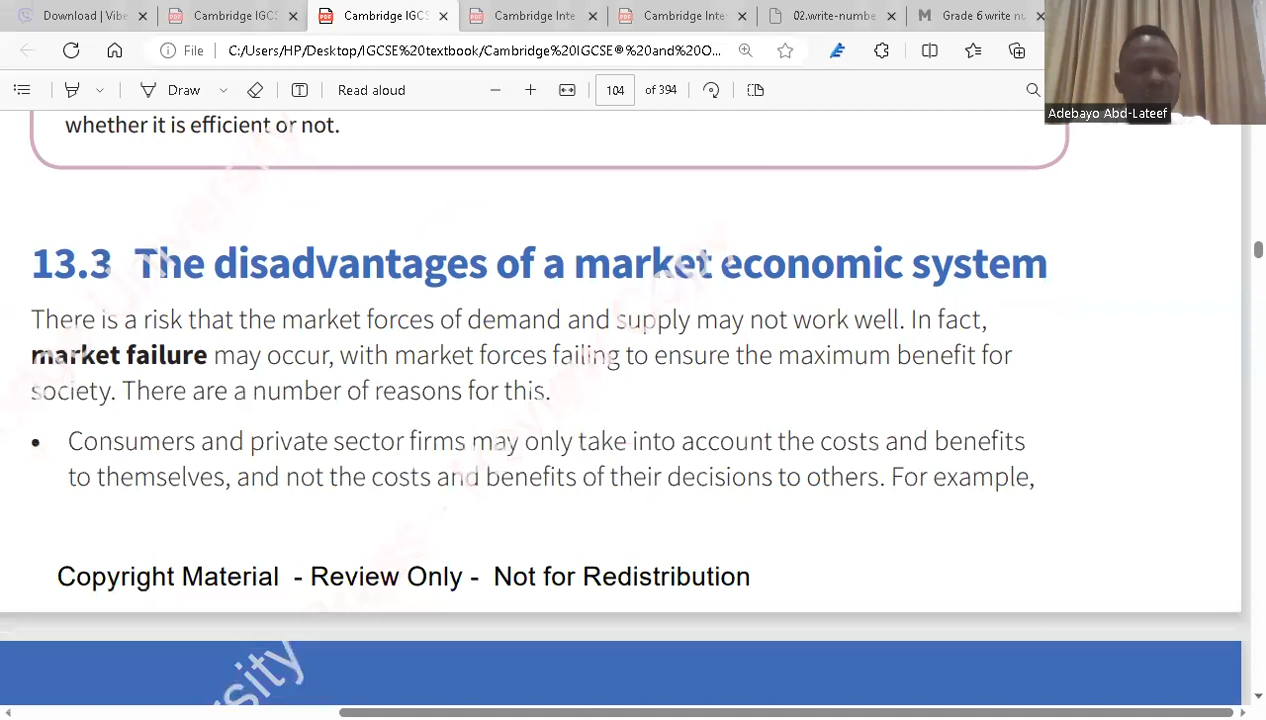 Download | Vibe
Cambridge IGCS
Cambridge IGCS
Cambridge Inte
Cambridge Inte
02.write-numbe
Grade 6 write nu
File
C:/Users/HP/Desktop/IGCSE%20textbook/Cambridge%20IGCSE®%20and%20O...
Draw
Read aloud
104 of 394
Adebayo Abd-Lateef
whether it is efficient or not.
13.3 The disadvantages of a market economic system
There is a risk that the market forces of demand and supply may not work well. In fact,
market failure may occur, with market forces failing to ensure the maximum benefit for
society. There are a number of reasons for this.
• Consumers and private sector firms may only take into account the costs and benefits
to themselves, and not the costs and benefits of their decisions to others. For example,
Copyright Material - Review Only - Not for Redistribution